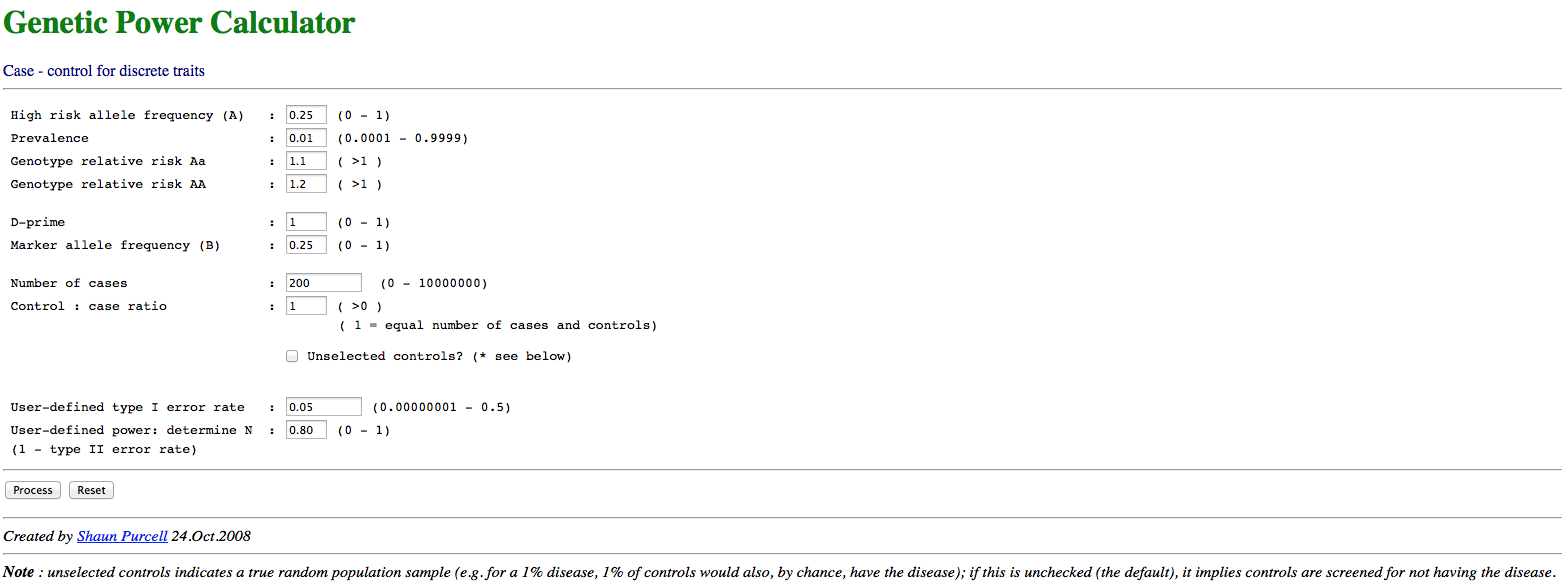 Genetic Power Calculator
Case - control for discrete traits
High risk allele frequency (A) : 0.25 (0 - 1)
Prevalence : 0.01 (0.0001 - 0.9999)
Genotype relative risk Aa : 1.1 ( >1 )
Genotype relative risk AA : 1.2 ( >1 )
D-prime : 1 (0 - 1)
Marker allele frequency (B) : 0.25 (0 - 1)
Number of cases : 200 (0 - 10000000)
Control : case ratio : 1 ( >0 )
( 1 = equal number of cases and controls)
Unselected controls? (* see below)
User-defined type I error rate : 0.05 (0.00000001 - 0.5)
User-defined power: determine N : 0.80 (0 - 1)
(1 - type II error rate)
Process Reset
Created by Shaun Purcell 24.Oct.2008
Note : unselected controls indicates a true random population sample (e.g. for a 1% disease, 1% of controls would also, by chance, have the disease); if this is unchecked (the default), it implies controls are screened for not having the disease.